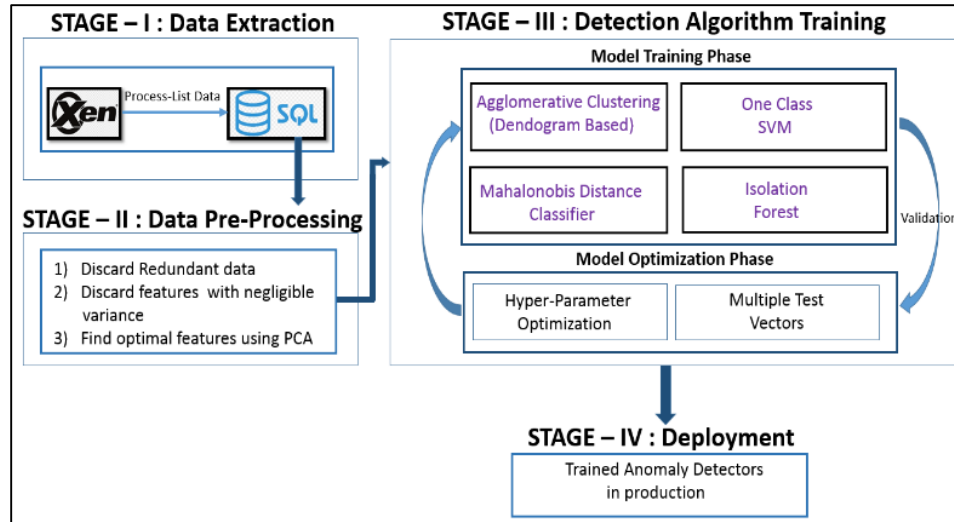 STAGE – I : Data Extraction
Xen
Process-List Data
SQL
STAGE – II : Data Pre-Processing
1) Discard Redundant data
2) Discard features with negligible
variance
3) Find optimal features using PCA
STAGE – III : Detection Algorithm Training
Model Training Phase
Agglomerative Clustering
(Dendogram Based)
One Class
SVM
Mahalonobis Distance
Classifier
Isolation
Forest
Validation
Model Optimization Phase
Hyper-Parameter
Optimization
Multiple Test
Vectors
STAGE – IV : Deployment
Trained Anomaly Detectors
in production